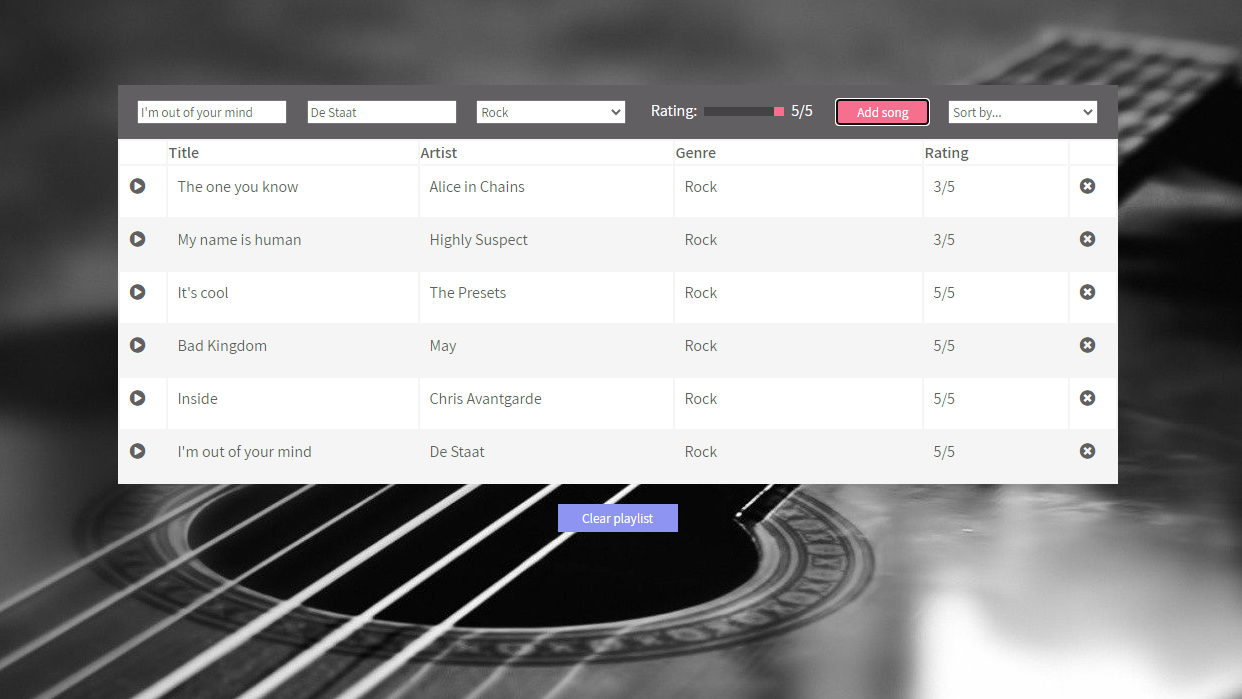 I'm out of your mind De Staat Rock Rating: 5/5 Add song Sort by...
Title Artist Genre Rating
The one you know Alice in Chains Rock 3/5
My name is human Highly Suspect Rock 3/5
It's cool The Presets Rock 5/5
Bad Kingdom May Rock 5/5
Inside Chris Avantgarde Rock 5/5
I'm out of your mind De Staat Rock 5/5
Clear playlist